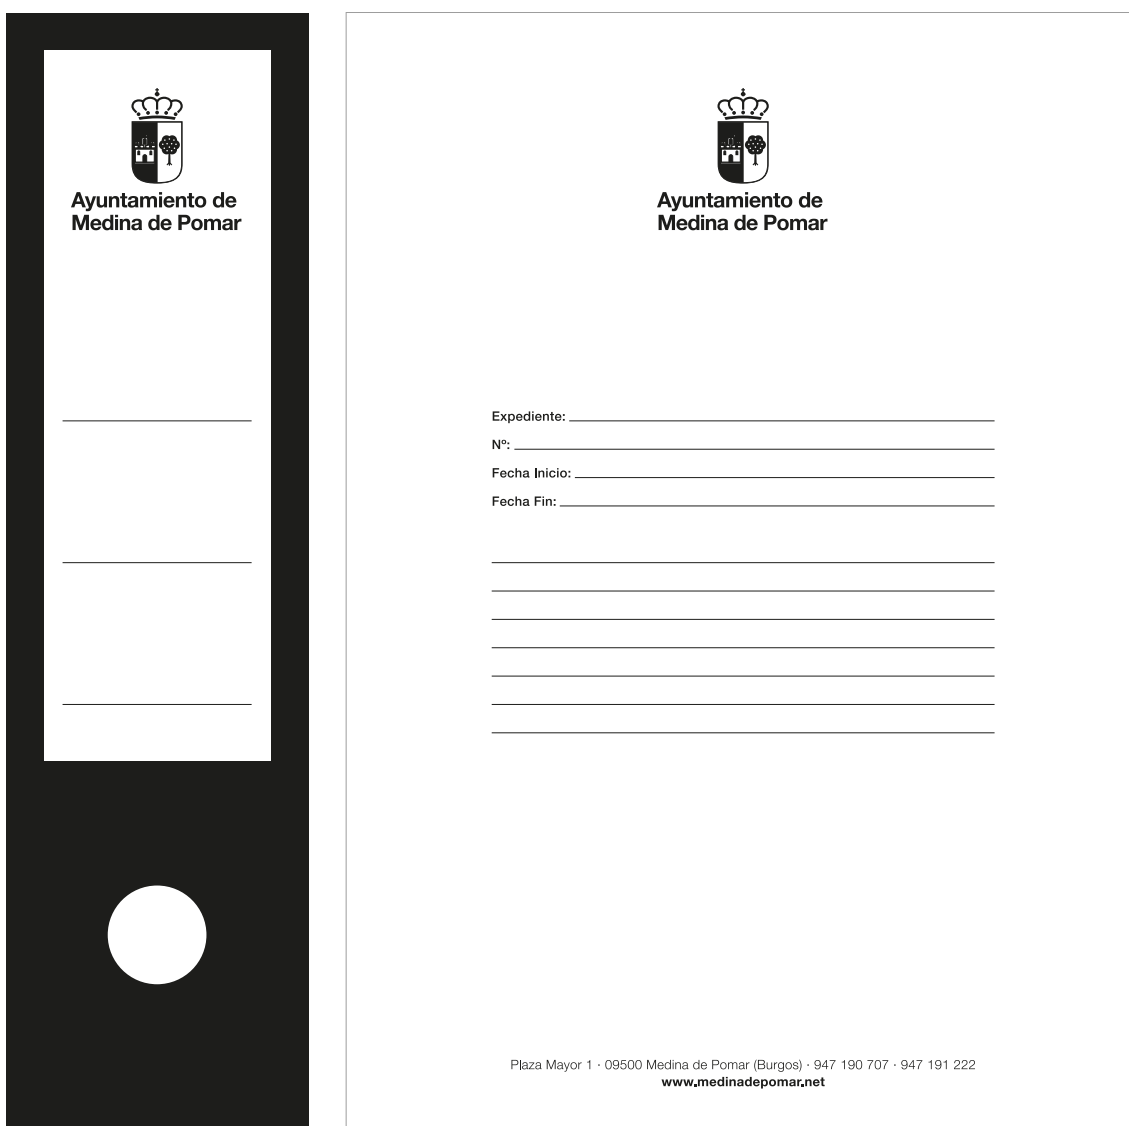 Ayuntamiento de
Medina de Pomar
Ayuntamiento de
Medina de Pomar
Expediente:
Nº:
Fecha Inicio:
Fecha Fin:
Plaza Mayor 1 · 09500 Medina de Pomar (Burgos) · 947 190 707 · 947 191 222
www.medinadepomar.net